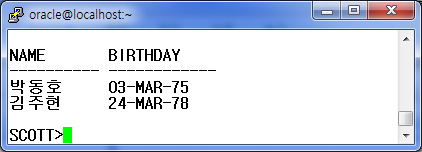 oracle@localhost:~
NAME BIRTHDAY
---------- ------------
박동호 03-MAR-75
김주현 24-MAR-78
SCOTT>